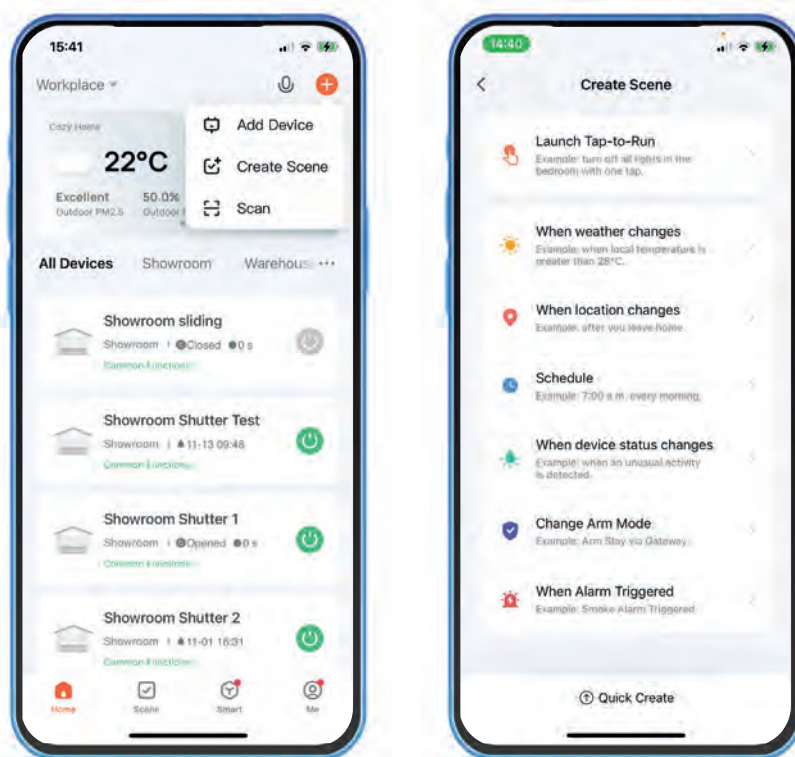 15:41
Workplace
Add Device
Create Scene
Scan
Cozy Home
22°C
Excellent
50.0%
Outdoor PM2.5
Outdoor
All Devices
Showroom
Warehous
Showroom sliding
Showroom Closed 0 s
Common Functions
Showroom Shutter Test
Showroom 11-13 09:48
Common Functions
Showroom Shutter 1
Showroom Opened 0 s
Common Functions
Showroom Shutter 2
Showroom 11-01 16:31
Common Functions
Home
Scene
Smart
Me
14:40
Create Scene
Launch Tap-to-Run
Example: turn off all lights in the
bedroom with one tap.
When weather changes
Example: when local temperature is
greater than 28°C.
When location changes
Example: after you leave home.
Schedule
Example: 7:00 a.m. every morning.
When device status changes
Example: when an unusual activity
is detected.
Change Arm Mode
Example: Arm Stay via Gateway
When Alarm Triggered
Example: Smoke Alarm Triggered
Quick Create